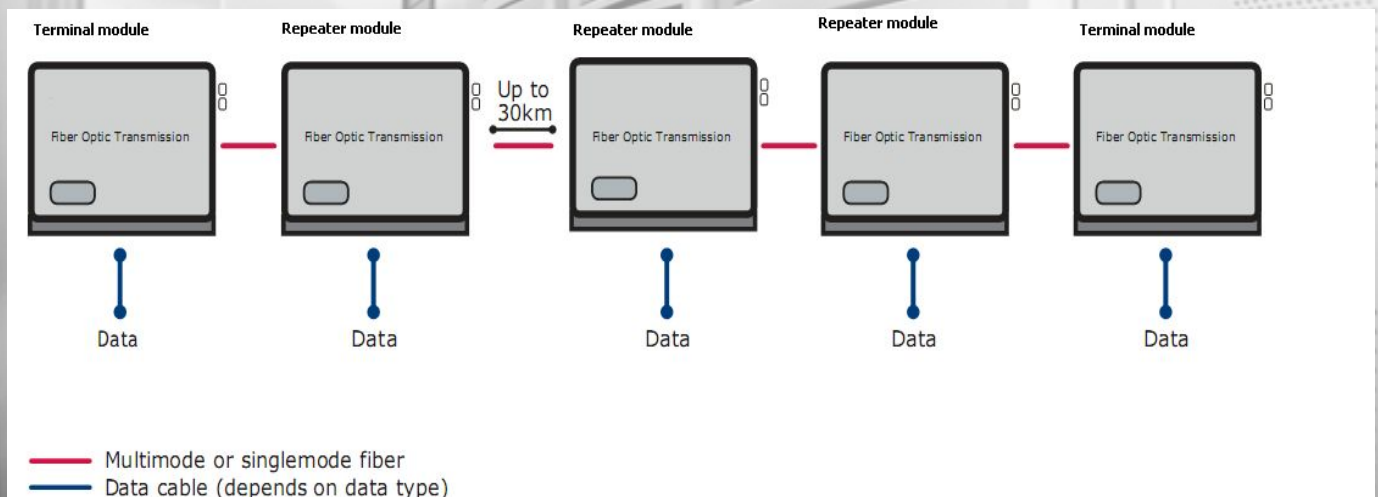 Terminal module
Repeater module
Repeater module
Repeater module
Terminal module
Up to
30km
Fiber Optic Transmission
Fiber Optic Transmission
Fiber Optic Transmission
Fiber Optic Transmission
Fiber Optic Transmission
Data
Data
Data
Data
Data
Multimode or singlemode fiber
Data cable (depends on data type)